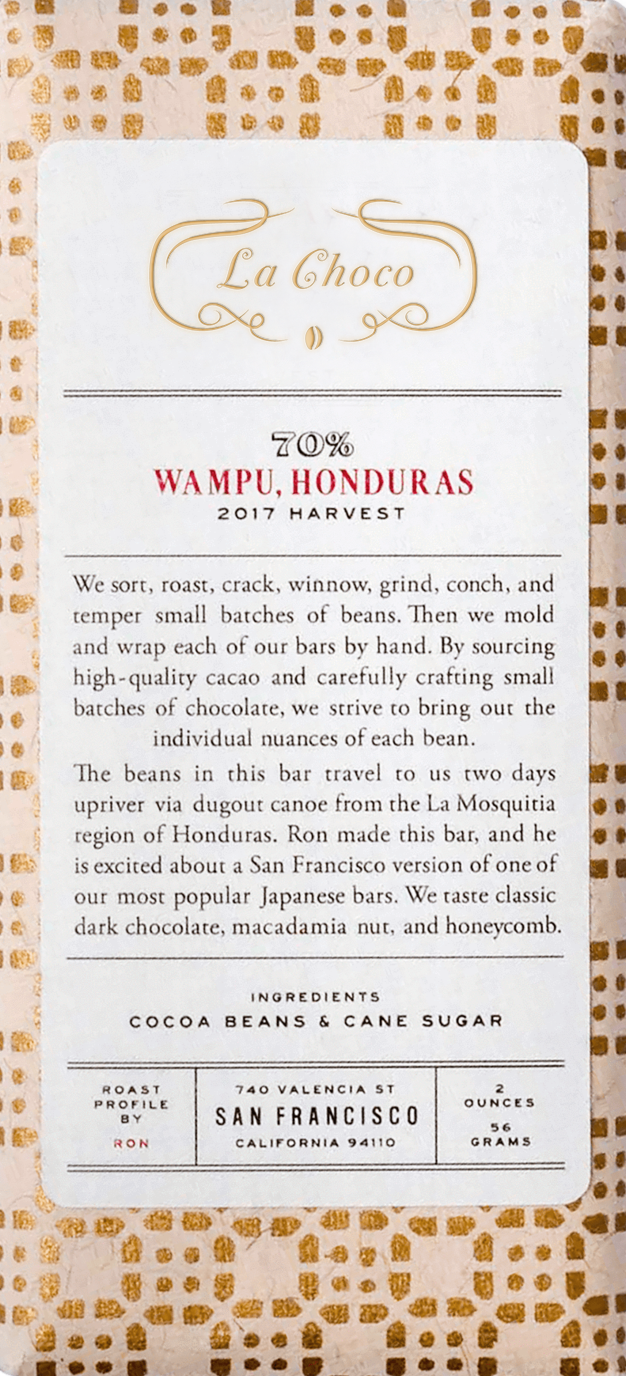 La Choco
70%
WAMPU, HONDURAS
2017 HARVEST
We sort, roast, crack, winnow, grind, conch, and
temper small batches of beans. Then we mold
and wrap each of our bars by hand. By sourcing
high-quality cacao and carefully crafting small
batches of chocolate, we strive to bring out the
individual nuances of each bean.
The beans in this bar travel to us two days
upriver via dugout canoe from the La Mosquitia
region of Honduras. Ron made this bar, and he
is excited about a San Francisco version of one of
our most popular Japanese bars. We taste classic
dark chocolate, macadamia nut, and honeycomb.
INGREDIENTS
COCOA BEANS & CANE SUGAR
ROAST
PROFILE
BY
RON
740 VALENCIA ST
SAN FRANCISCO
CALIFORNIA 94110
2
OUNCES
56
GRAMS